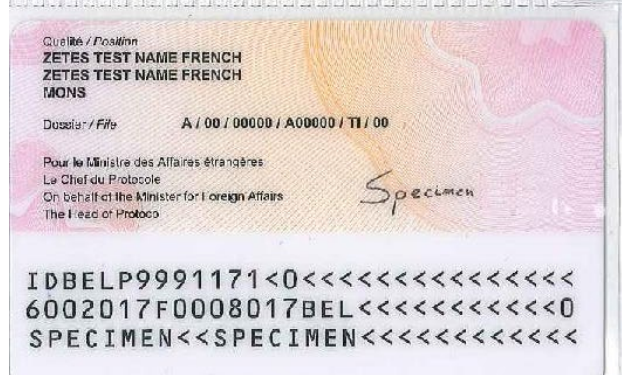 Qualité / Position
ZETES TEST NAME FRENCH
ZETES TEST NAME FRENCH
MONS
Dossier / File A / 00 / 00000 / A00000 / TI / 00
Pour le Ministre des Affaires étrangères
Le Chef du Protocole
On behalf of the Minister for Foreign Affairs
The Head of Protoco
Specimen
IDBELP9991171<0<<<<<<<<<<<<<<<
6002017F0008017BEL<<<<<<<<<<<0
SPECIMEN<<SPECIMEN<<<<<<<<<<<<